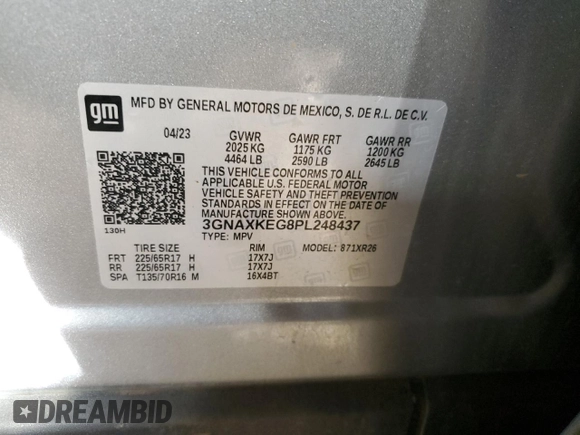 gm MFD BY GENERAL MOTORS DE MEXICO, S. DE R.L. DE C.V.
04/23 GVWR GAWR FRT GAWR RR
2025 KG 1175 KG 1200 KG
4464 LB 2590 LB 2645 LB
THIS VEHICLE CONFORMS TO ALL
APPLICABLE U.S. FEDERAL MOTOR
VEHICLE SAFETY AND THEFT PREVENTION
STANDARDS IN EFFECT ON THE DATE OF
MANUFACTURE SHOWN ABOVE.
3GNAXKEG8PL248437
130H
TYPE: MPV MODEL: 871XR26
TIRE SIZE RIM
FRT 225/65R17 H 17X7J
RR 225/65R17 H 17X7J
SPA T135/70R16 M 16X4BT
DREAMBID